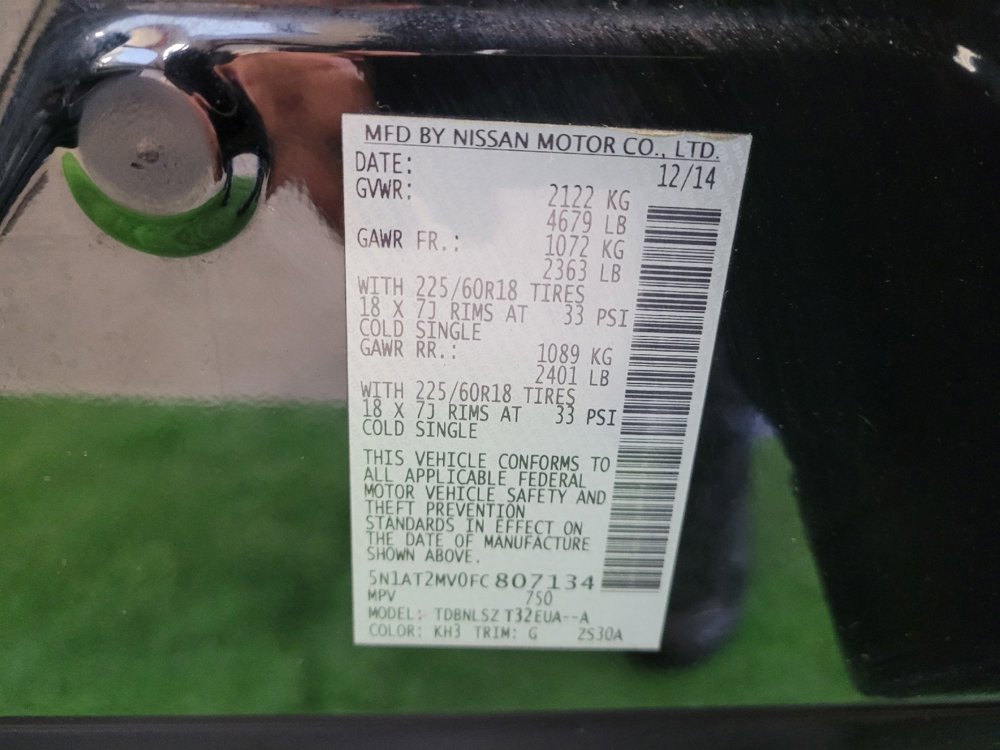 MFD BY NISSAN MOTOR CO., LTD.
DATE: 12/14
GVWR: 2122 KG
4679 LB
GAWR FR.: 1072 KG
2363 LB
WITH 225/60R18 TIRES
18 X 7J RIMS AT 33 PSI
COLD SINGLE
GAWR RR.: 1089 KG
2401 LB
WITH 225/60R18 TIRES
18 X 7J RIMS AT 33 PSI
COLD SINGLE
THIS VEHICLE CONFORMS TO
ALL APPLICABLE FEDERAL
MOTOR VEHICLE SAFETY AND
THEFT PREVENTION
STANDARDS IN EFFECT ON
THE DATE OF MANUFACTURE
SHOWN ABOVE.
5N1AT2MV0FC807134
MPV 750
MODEL: TDBNLSZ T32EUA--A
COLOR: KH3 TRIM: G 2S30A